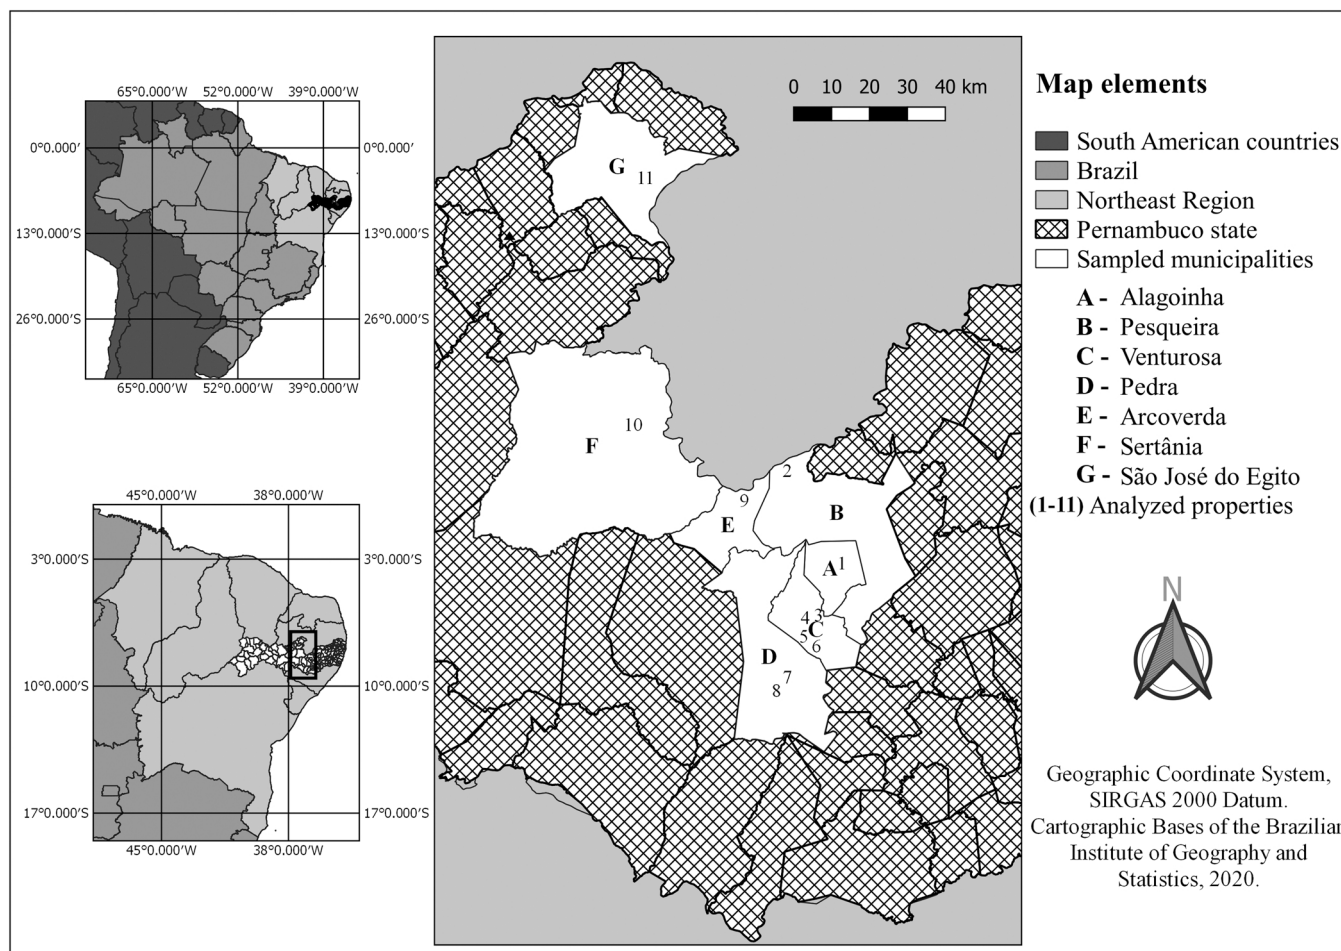 65°0.000'W 52°0.000'W 39°0.000'W
0°0.000' 0°0.000'
13°0.000'S 13°0.000'S
26°0.000'S 26°0.000'S
65°0.000'W 52°0.000'W 39°0.000'W
45°0.000'W 38°0.000'W
3°0.000'S 3°0.000'S
10°0.000'S 10°0.000'S
17°0.000'S 17°0.000'S
45°0.000'W 38°0.000'W
0 10 20 30 40 km
G
11
10
F
2
9
B
E
A 1
3
4
C
5
6
D
7
8
Map elements
South American countries
Brazil
Northeast Region
Pernambuco state
Sampled municipalities
A - Alagoinha
B - Pesqueira
C - Venturosa
D - Pedra
E - Arcoverda
F - Sertânia
G - São José do Egito
(1-11) Analyzed properties
N
Geographic Coordinate System,
SIRGAS 2000 Datum.
Cartographic Bases of the Brazilian
Institute of Geography and
Statistics, 2020.